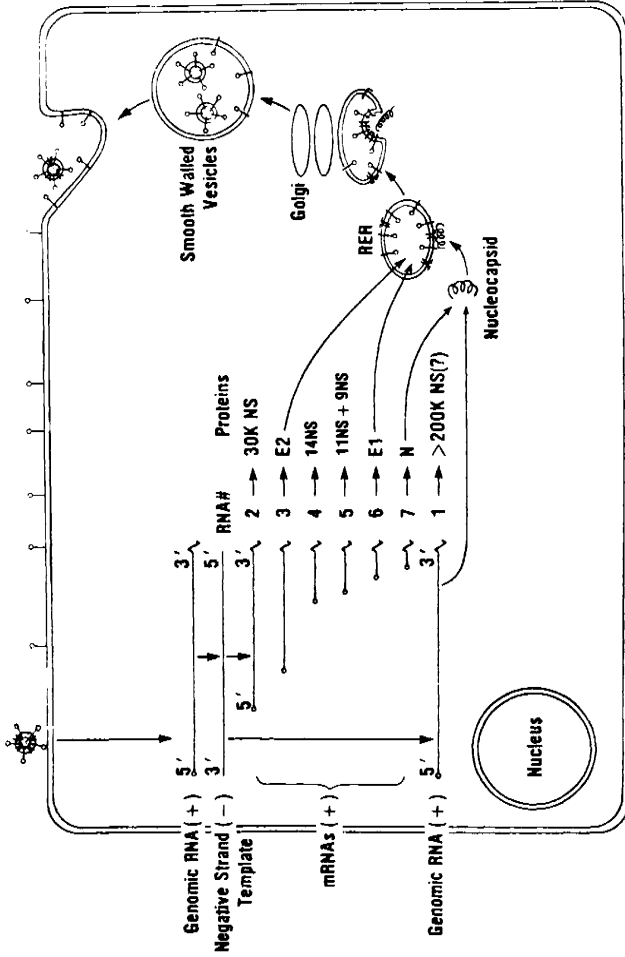 Genomic RNA (+) 5′ 3′
Negative Strand (−) 3′ 5′
Template
RNA#
Proteins
5′ 3′ 2 30K NS
3 E2
4 14NS
mRNAs (+)
5 11NS + 9NS
6 E1
7 N
Genomic RNA (+) 5′ 3′ 1 >200K NS(?)
Nucleus
Nucleocapsid
RER
Golgi
Smooth Walled
Vesicles